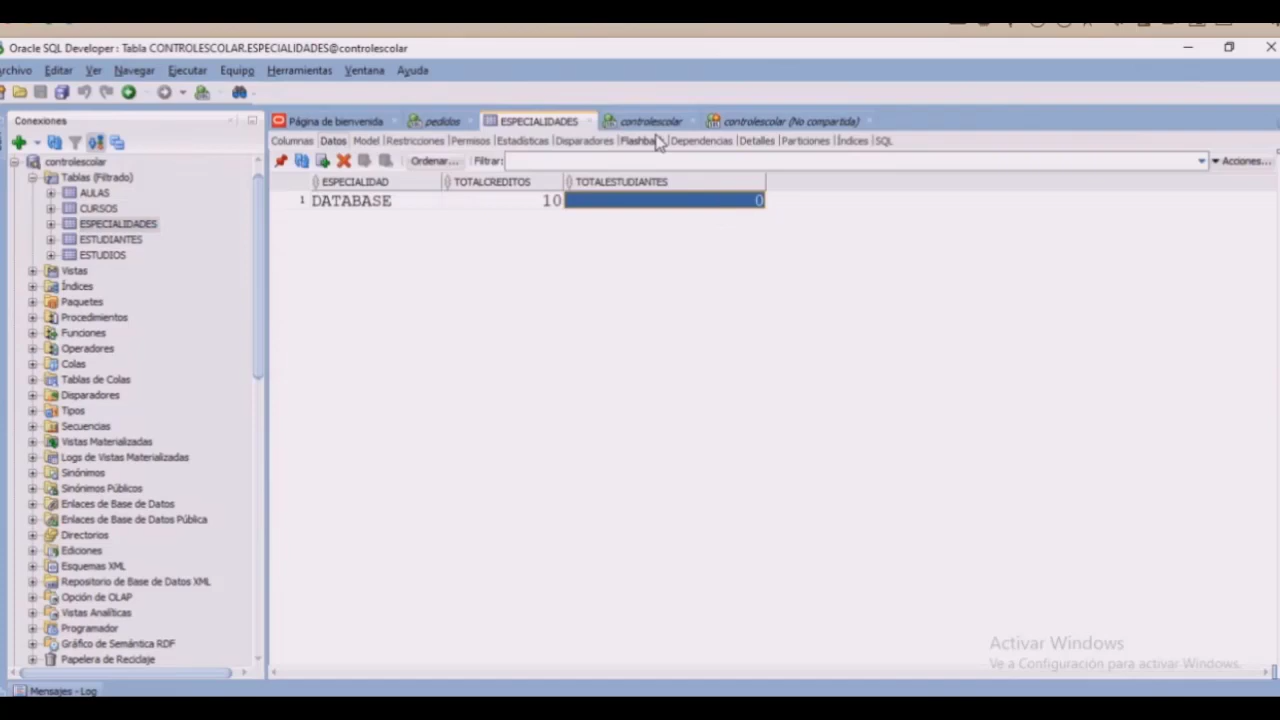 Oracle SQL Developer : Tabla CONTROLESCOLAR.ESPECIALIDADES@controlescolar
rchivo Editar Ver Navegar Ejecutar Equipo Herramientas Ventana Ayuda
Conexiones
Página de bienvenida pedidos ESPECIALIDADES controlescolar controlescolar (No compartida)
Columnas Datos Model Restricciones Permisos Estadísticas Disparadores Flashba Dependencias Detalles Particiones Índices SQL
Ordenar... Filtrar: Acciones...
ESPECIALIDAD TOTALCREDITOS TOTALESTUDIANTES
1 DATABASE 10 0
controlescolar
Tablas (Filtrado)
AULAS
CURSOS
ESPECIALIDADES
ESTUDIANTES
ESTUDIOS
Vistas
Índices
Paquetes
Procedimientos
Funciones
Operadores
Colas
Tablas de Colas
Disparadores
Tipos
Secuencias
Vistas Materializadas
Logs de Vistas Materializadas
Sinónimos
Sinónimos Públicos
Enlaces de Base de Datos
Enlaces de Base de Datos Pública
Directorios
Ediciones
Esquemas XML
Repositorio de Base de Datos XML
Opción de OLAP
Vistas Analíticas
Programador
Gráfico de Semántica RDF
Papelera de Reciclaje
Activar Windows
Ve a Configuración para activar Windows.
Mensajes - Log